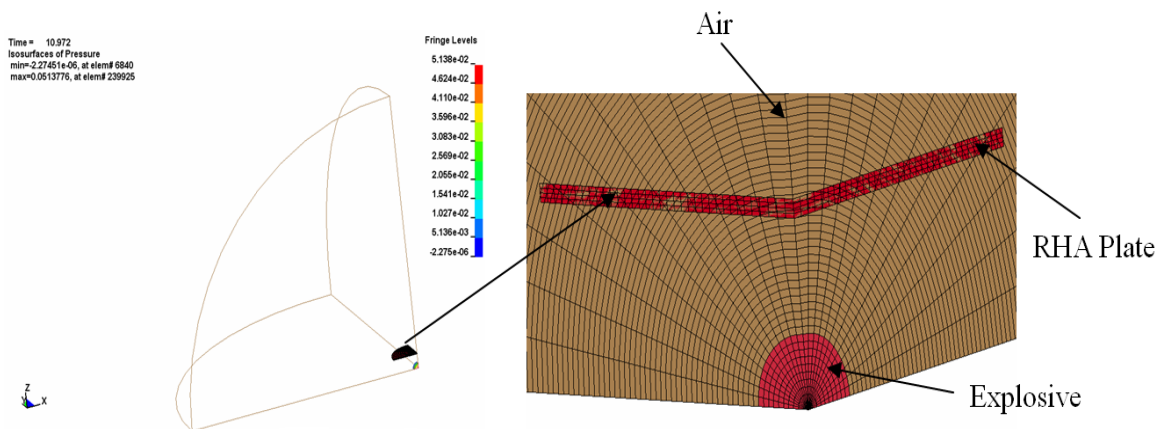 Time = 10.972
Isosurfaces of Pressure
min=-2.27451e-06, at elem# 6840
max=0.0513776, at elem# 239925
Fringe Levels
5.138e-02
4.624e-02
4.110e-02
3.596e-02
3.083e-02
2.569e-02
2.055e-02
1.541e-02
1.027e-02
5.136e-03
-2.275e-06
Z
Y
X
Air
RHA Plate
Explosive